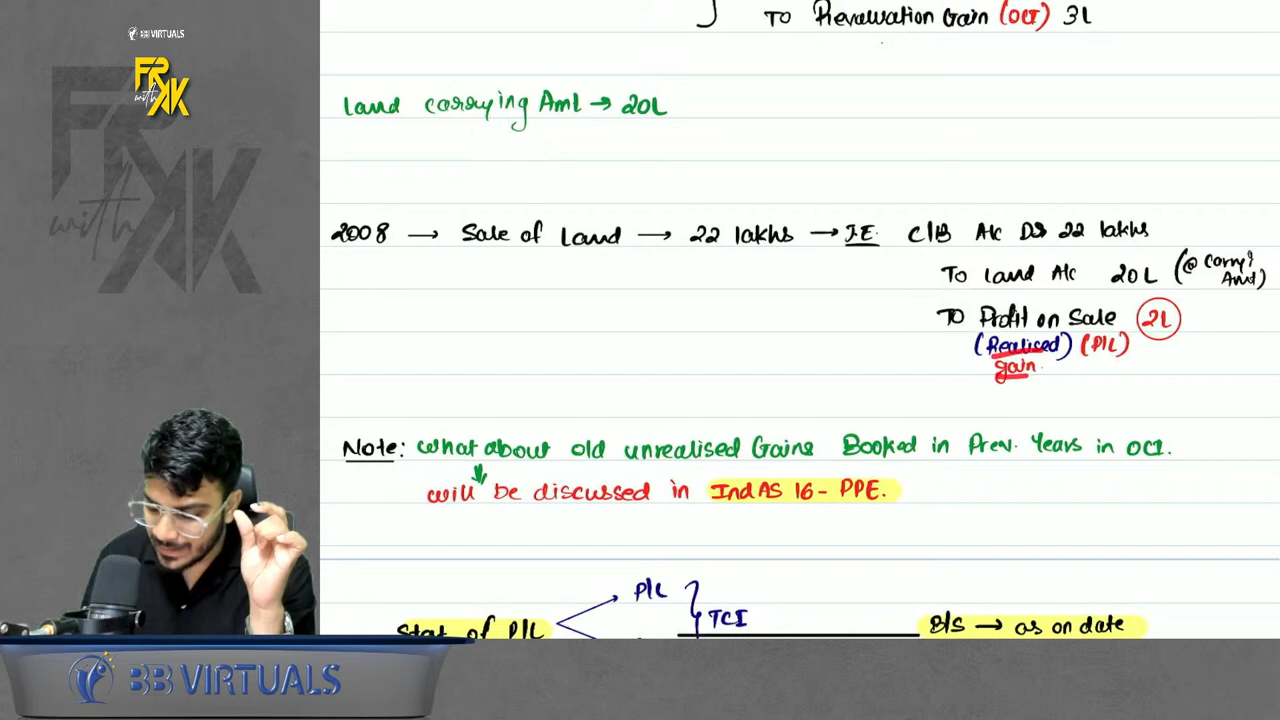 BB VIRTUALS
FR
with
AK
FR
with
AK
To Revaluation Gain (OCI) 3L
Land carrying Amt → 20L
2008 → Sale of Land → 22 lakhs → J.E. C/B A/c Dr 22 lakhs
To Land A/c 20L (@ Carry? Amt)
To Profit on Sale 2L
(Realised) (P/L)
gain
Note: What about old unrealised Gains Booked in Prev. Years in OCI.
will be discussed in IndAS 16 - PPE.
P/L
TCI
Stat of P/L
B/S → as on date
BB VIRTUALS